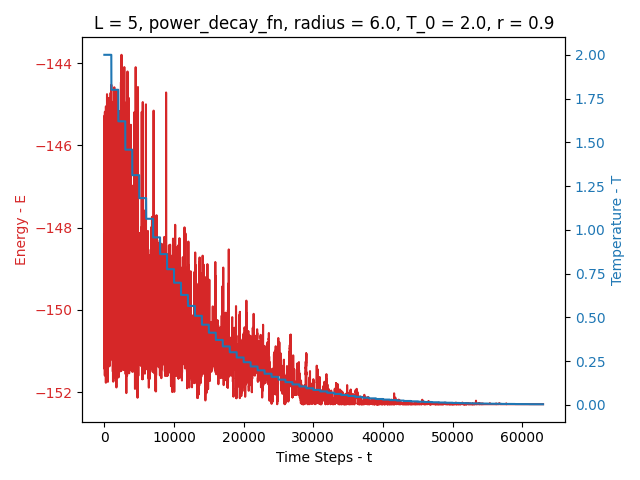 L = 5, power_decay_fn, radius = 6.0, T_0 = 2.0, r = 0.9
−144
−146
−148
−150
−152
Energy - E
2.00
1.75
1.50
1.25
1.00
0.75
0.50
0.25
0.00
Temperature - T
0 10000 20000 30000 40000 50000 60000
Time Steps - t